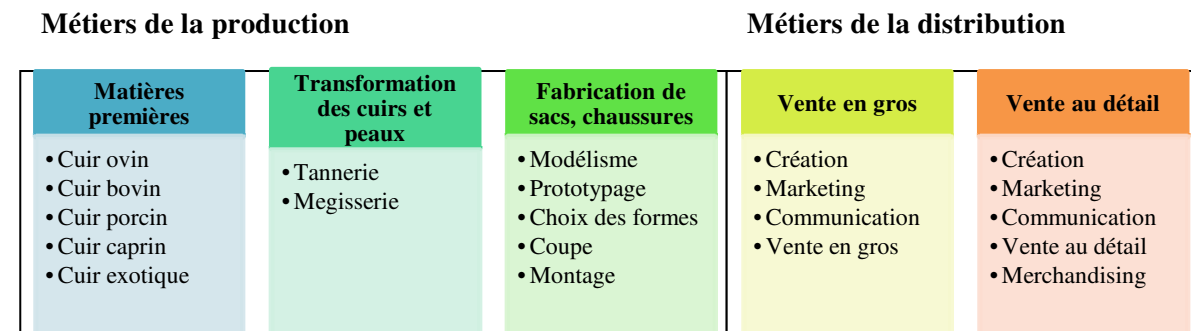 Métiers de la production
Métiers de la distribution
Matières
premières
• Cuir ovin
• Cuir bovin
• Cuir porcin
• Cuir caprin
• Cuir exotique
Transformation
des cuirs et
peaux
• Tannerie
• Megisserie
Fabrication de
sacs, chaussures
• Modélisme
• Prototypage
• Choix des formes
• Coupe
• Montage
Vente en gros
• Création
• Marketing
• Communication
• Vente en gros
Vente au détail
• Création
• Marketing
• Communication
• Vente au détail
• Merchandising